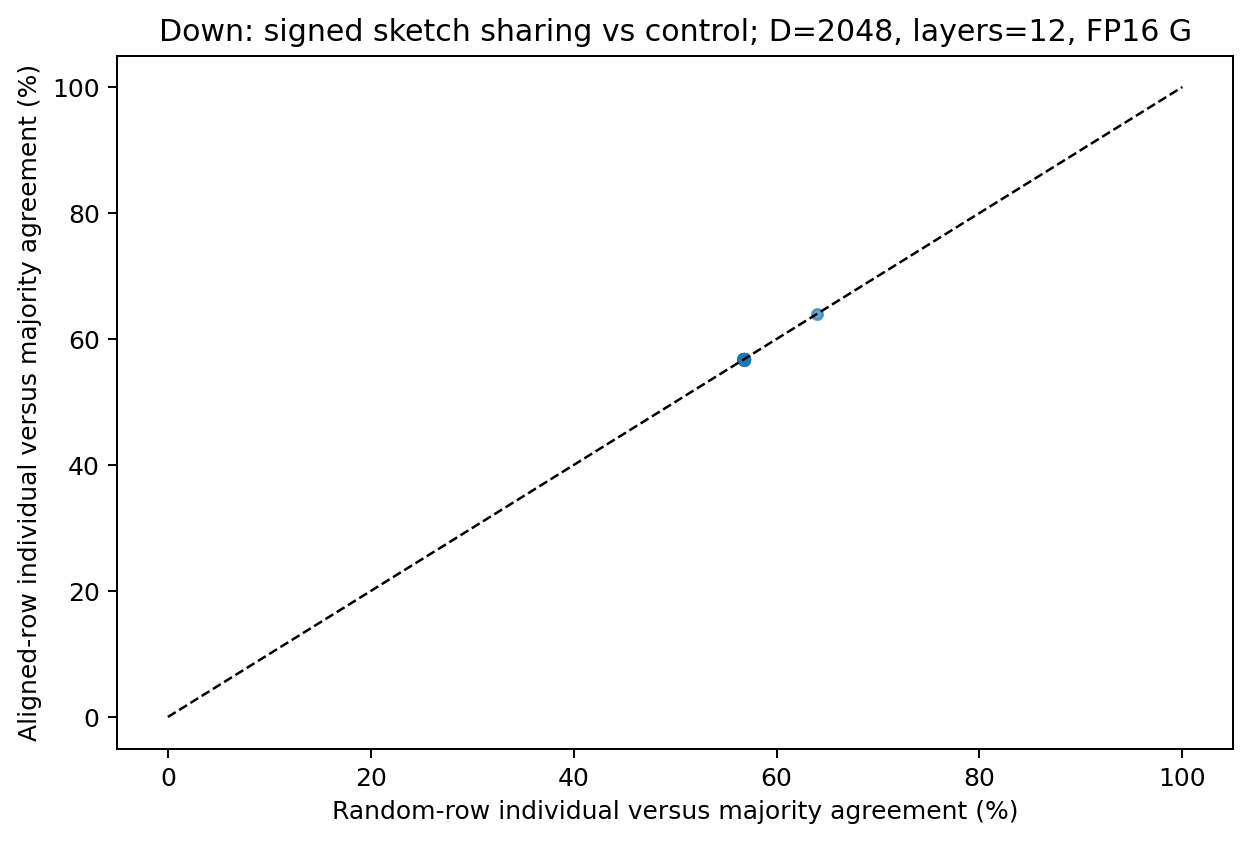 Down: signed sketch sharing vs control; D=2048, layers=12, FP16 G
Aligned-row individual versus majority agreement (%)
100
80
60
40
20
0
0 20 40 60 80 100
Random-row individual versus majority agreement (%)